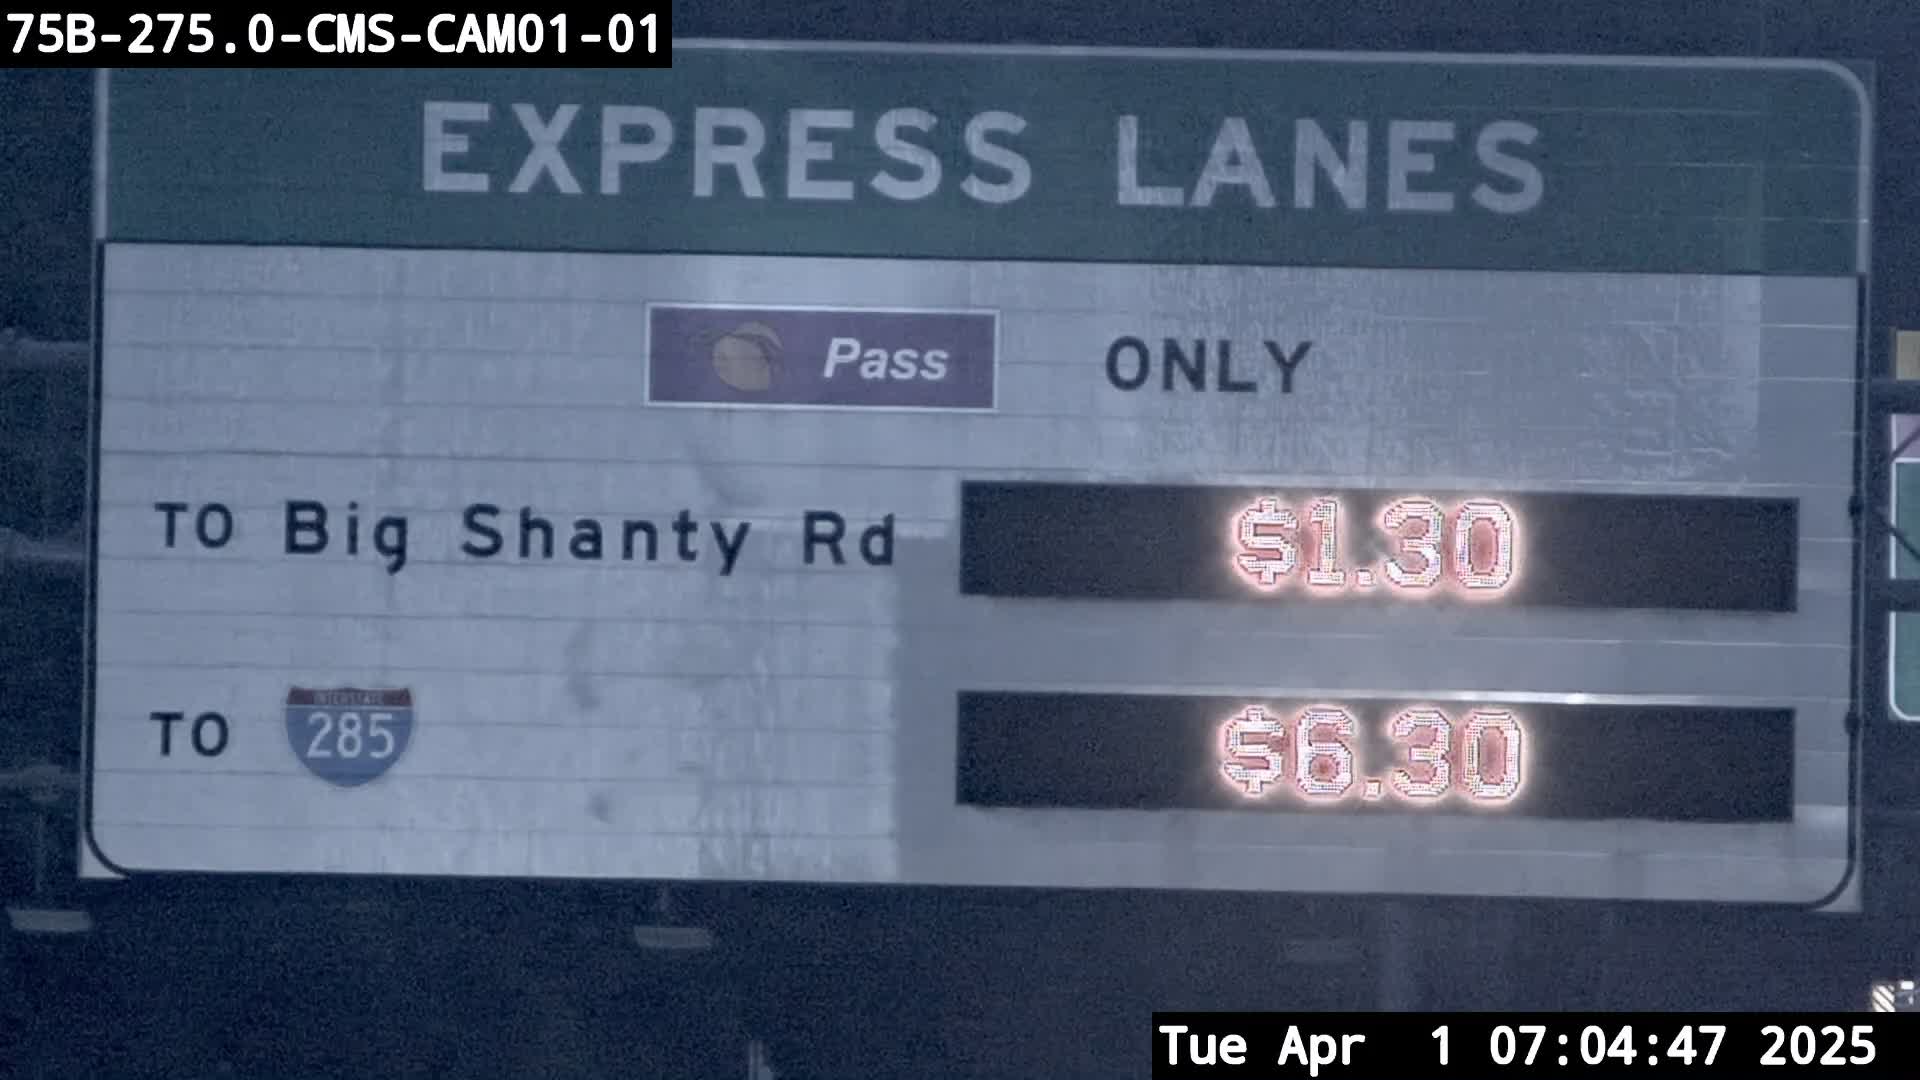 75B-275.0-CMS-CAM01-01
EXPRESS LANES
Pass ONLY
TO Big Shanty Rd $1.30
TO INTERSTATE 285 $6.30
Tue Apr 1 07:04:47 2025